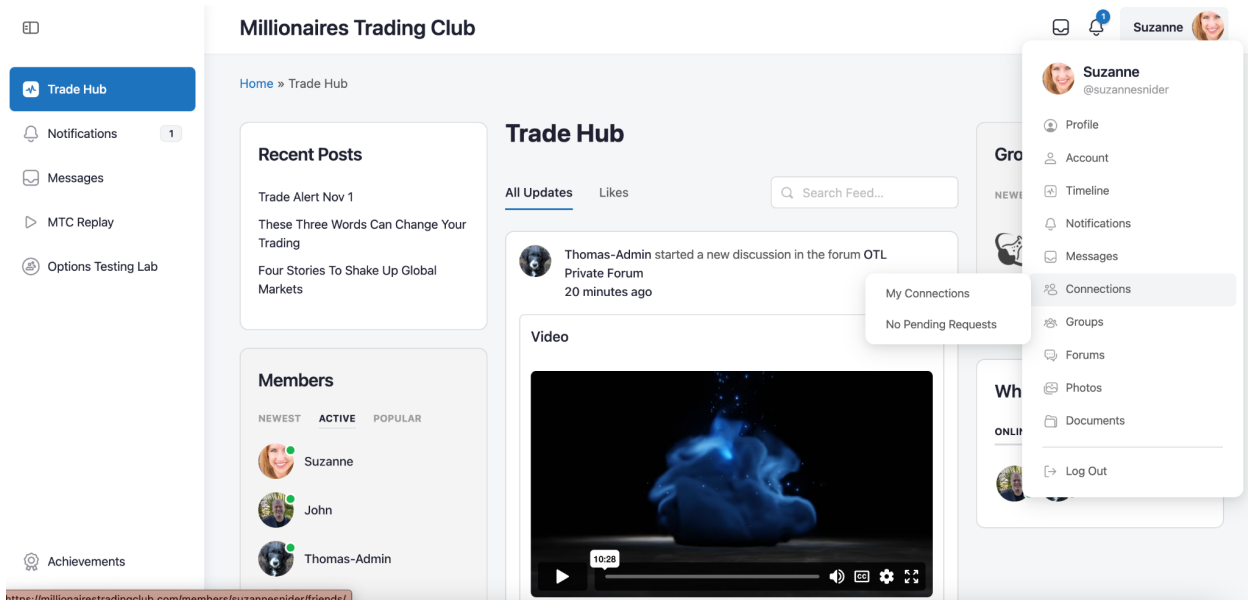 Millionaires Trading Club
1
Suzanne
Trade Hub
Notifications
1
Messages
MTC Replay
Options Testing Lab
Achievements
Home » Trade Hub
Recent Posts
Trade Alert Nov 1
These Three Words Can Change Your
Trading
Four Stories To Shake Up Global
Markets
Members
NEWEST ACTIVE POPULAR
Suzanne
John
Thomas-Admin
Trade Hub
All Updates Likes
Search Feed...
Thomas-Admin started a new discussion in the forum OTL
Private Forum
20 minutes ago
Video
10:28
CC
My Connections
No Pending Requests
Suzanne
@suzannesnider
Profile
Account
Timeline
Notifications
Messages
Connections
Groups
Forums
Photos
Documents
Log Out
https://millionairestradingclub.com/members/suzannesnider/friends/